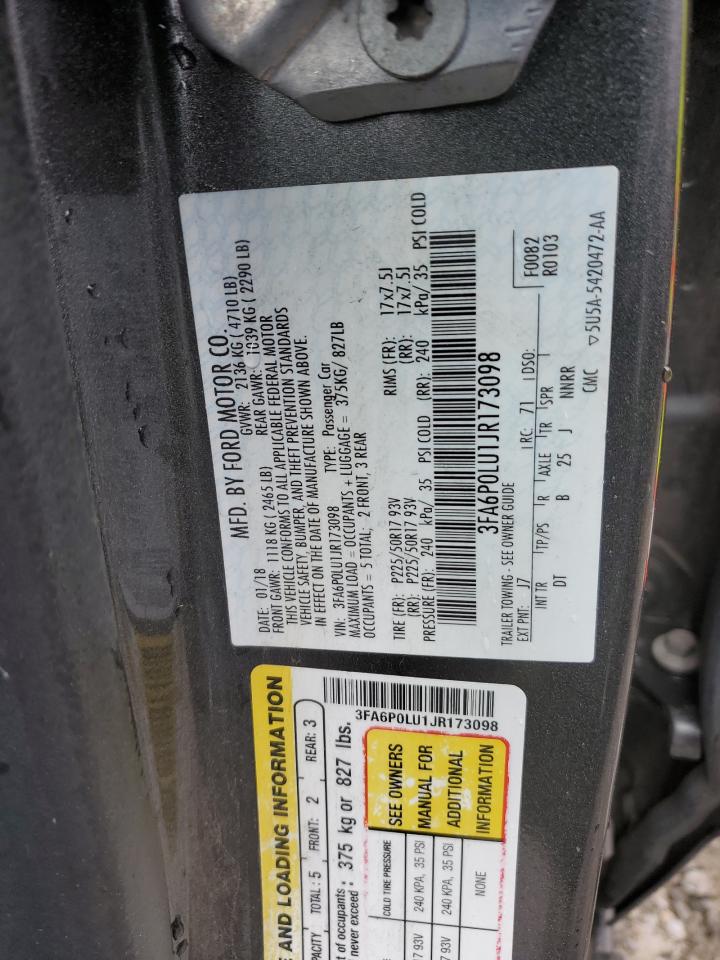 MFD. BY FORD MOTOR CO.
DATE: 01/18 GVWR: 2136 KG ( 4710 LB)
FRONT GAWR: 1118 KG ( 2465 LB) REAR GAWR: 1039 KG ( 2290 LB)
THIS VEHICLE CONFORMS TO ALL APPLICABLE FEDERAL MOTOR
VEHICLE SAFETY, BUMPER, AND THEFT PREVENTION STANDARDS
IN EFFECT ON THE DATE OF MANUFACTURE SHOWN ABOVE.
VIN: 3FA6P0LU1JR173098 TYPE: Passenger Car
MAXIMUM LOAD = OCCUPANTS + LUGGAGE = 375KG/ 827LB
OCCUPANTS = 5 TOTAL; 2 FRONT, 3 REAR
TIRE (FR): P225/50R17 93V RIMS (FR): 17x7.5J
(RR): P225/50R17 93V (RR): 17x7.5J
PRESSURE (FR): 240 kPa/ 35 PSI COLD (RR): 240 kPa/ 35 PSI COLD
3FA6P0LU1JR173098
TRAILER TOWING - SEE OWNER GUIDE
EXT PNT: J7 RC: 71 DSO: F0082
R0103
INT TR TP/PS R AXLE TR SPR
DT B 25 J NNRR
CMC ▽5U5A-5420472-AA
E AND LOADING INFORMATION
PACITY TOTAL: 5 FRONT: 2 REAR: 3
t of occupants
never exceed : 375 kg or 827 lbs.
3FA6P0LU1JR173098
COLD TIRE PRESSURE
17 93V 240 KPA, 35 PSI
17 93V 240 KPA, 35 PSI
NONE
SEE OWNERS
MANUAL FOR
ADDITIONAL
INFORMATION